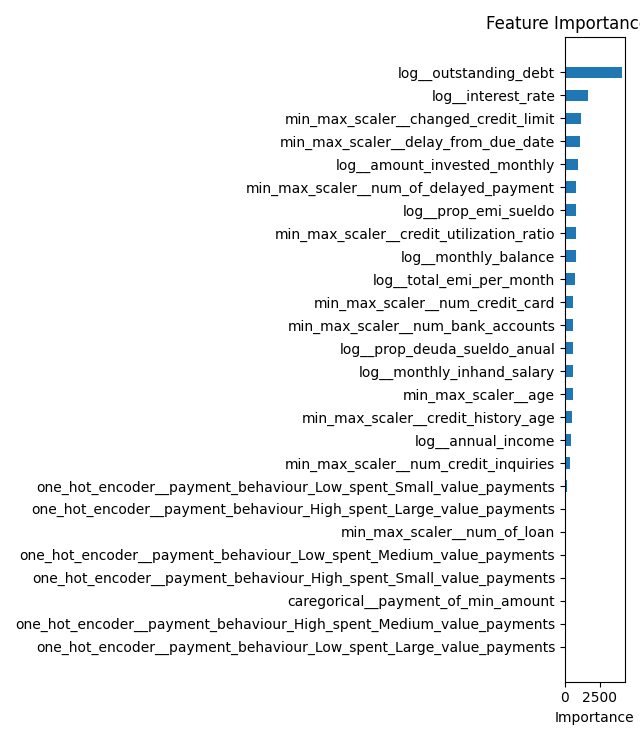 Feature Importance
log__outstanding_debt
log__interest_rate
min_max_scaler__changed_credit_limit
min_max_scaler__delay_from_due_date
log__amount_invested_monthly
min_max_scaler__num_of_delayed_payment
log__prop_emi_sueldo
min_max_scaler__credit_utilization_ratio
log__monthly_balance
log__total_emi_per_month
min_max_scaler__num_credit_card
min_max_scaler__num_bank_accounts
log__prop_deuda_sueldo_anual
log__monthly_inhand_salary
min_max_scaler__age
min_max_scaler__credit_history_age
log__annual_income
min_max_scaler__num_credit_inquiries
one_hot_encoder__payment_behaviour_Low_spent_Small_value_payments
one_hot_encoder__payment_behaviour_High_spent_Large_value_payments
min_max_scaler__num_of_loan
one_hot_encoder__payment_behaviour_Low_spent_Medium_value_payments
one_hot_encoder__payment_behaviour_High_spent_Small_value_payments
caregorical__payment_of_min_amount
one_hot_encoder__payment_behaviour_High_spent_Medium_value_payments
one_hot_encoder__payment_behaviour_Low_spent_Large_value_payments
0 2500
Importance